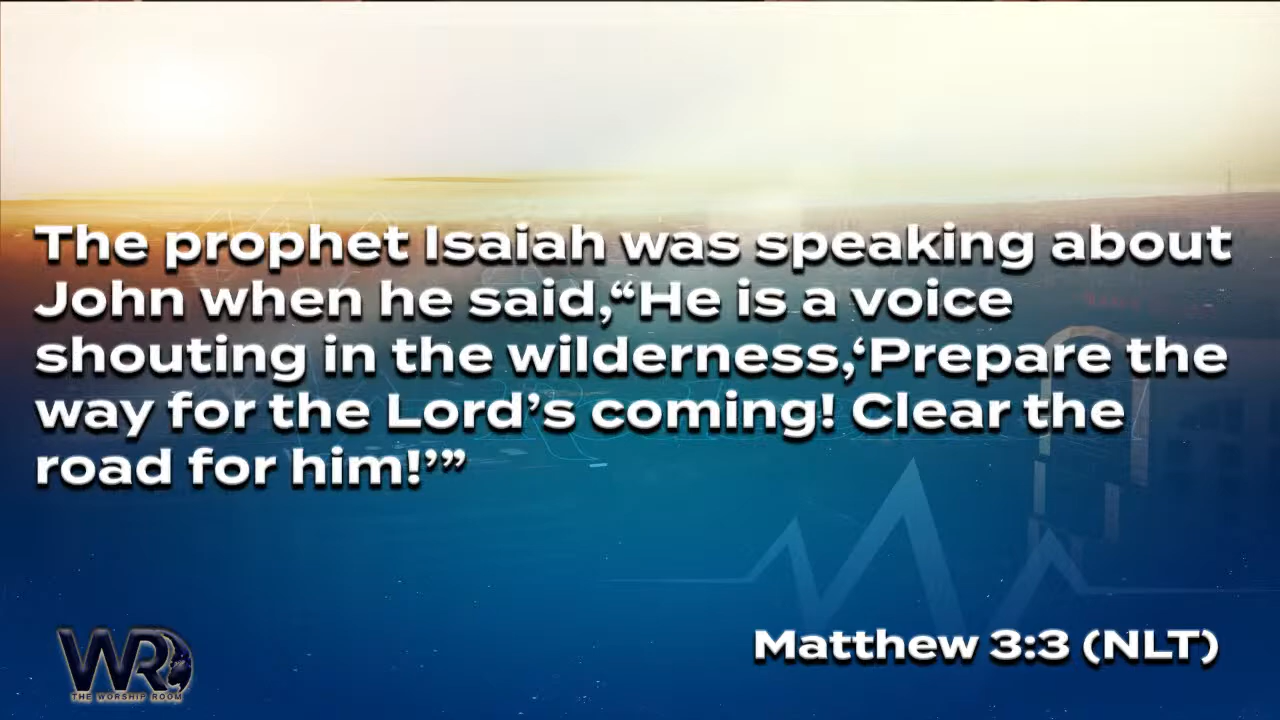 The prophet Isaiah was speaking about
John when he said,“He is a voice
shouting in the wilderness,‘Prepare the
way for the Lord’s coming! Clear the
road for him!’”
Matthew 3:3 (NLT)
WR
THE WORSHIP ROOM